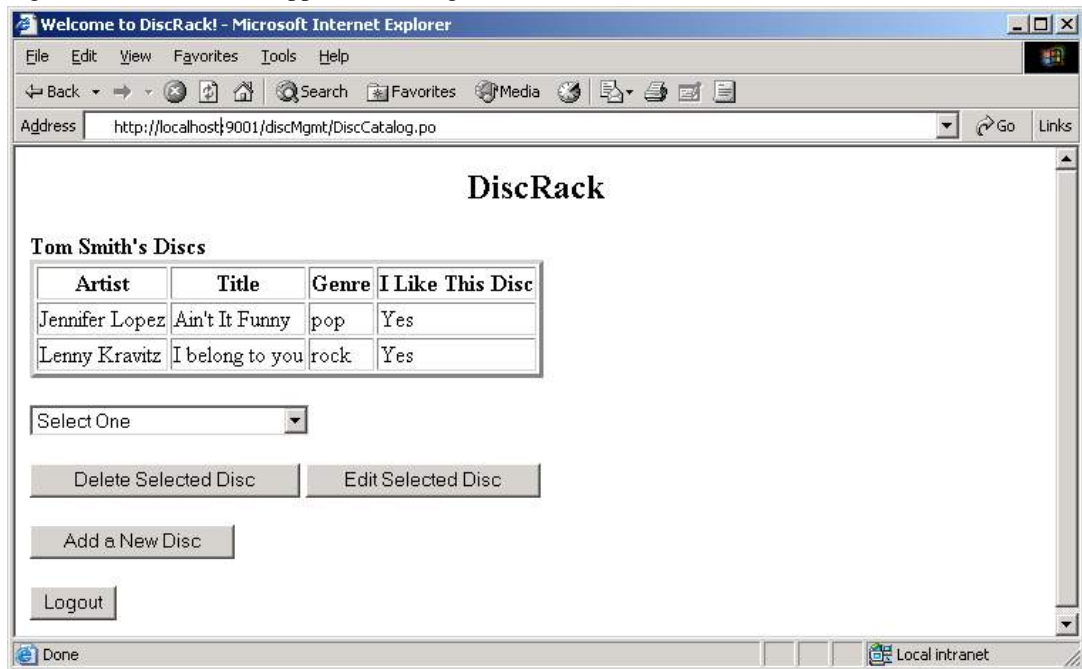 Welcome to DiscRack! - Microsoft Internet Explorer
File Edit View Favorites Tools Help
Back Search Favorites Media
Address http://localhost:9001/discMgmt/DiscCatalog.po Go Links
DiscRack
Tom Smith's Discs
Artist Title Genre I Like This Disc
Jennifer Lopez Ain't It Funny pop Yes
Lenny Kravitz I belong to you rock Yes
Select One
Delete Selected Disc Edit Selected Disc
Add a New Disc
Logout
Done Local intranet